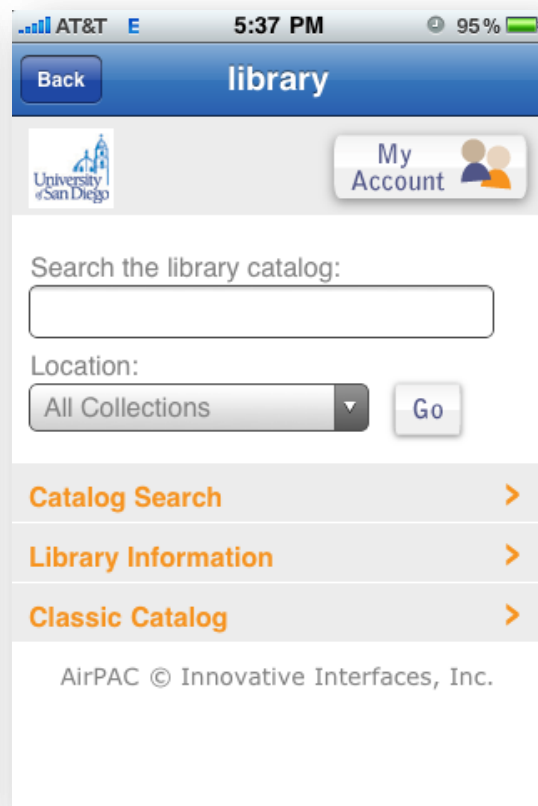 AT&T E 5:37 PM 95%
Back library
University
of San Diego
My
Account
Search the library catalog:
Location:
All Collections
Go
Catalog Search
Library Information
Classic Catalog
AirPAC © Innovative Interfaces, Inc.